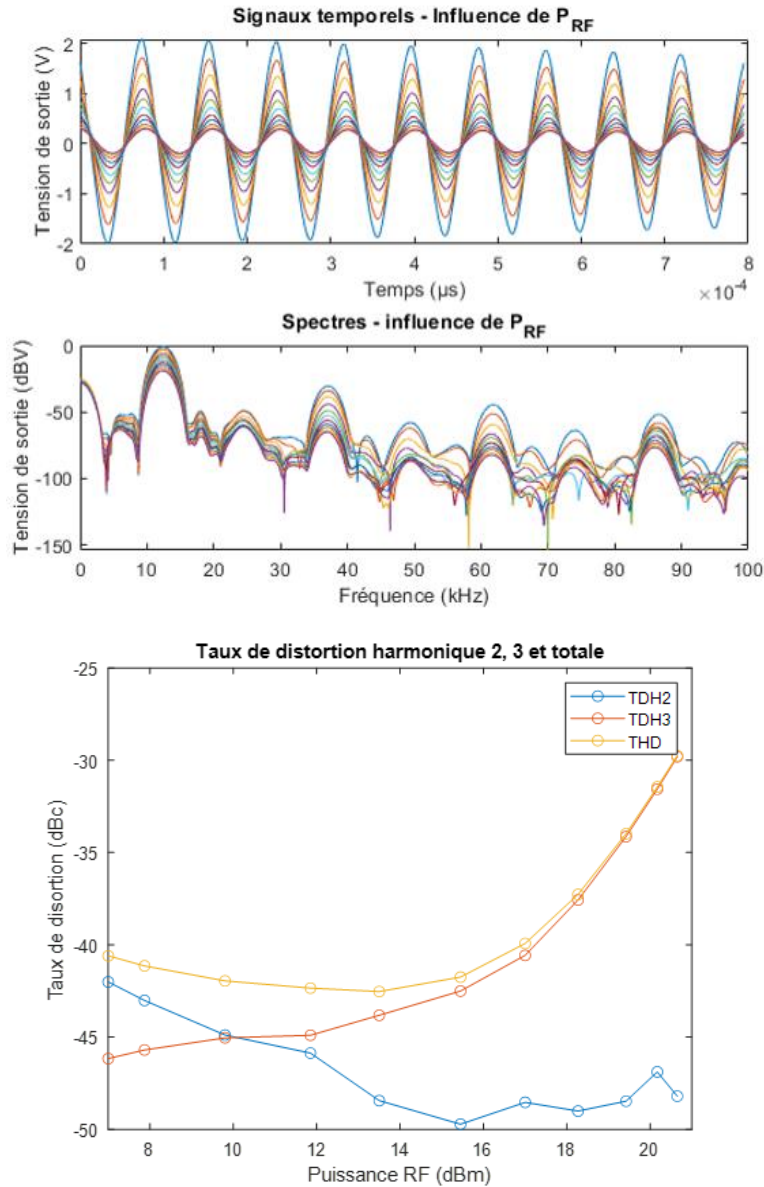 Signaux temporels - Influence de P_RF
Tension de sortie (V)
2
1
0
-1
-2
0 1 2 3 4 5 6 7 8
Temps (µs)
×10^-4
Spectres - influence de P_RF
Tension de sortie (dBV)
0
-50
-100
-150
0 10 20 30 40 50 60 70 80 90 100
Fréquence (kHz)
Taux de distortion harmonique 2, 3 et totale
Taux de disortion (dBc)
-25
-30
-35
-40
-45
-50
TDH2
TDH3
THD
8 10 12 14 16 18 20
Puissance RF (dBm)